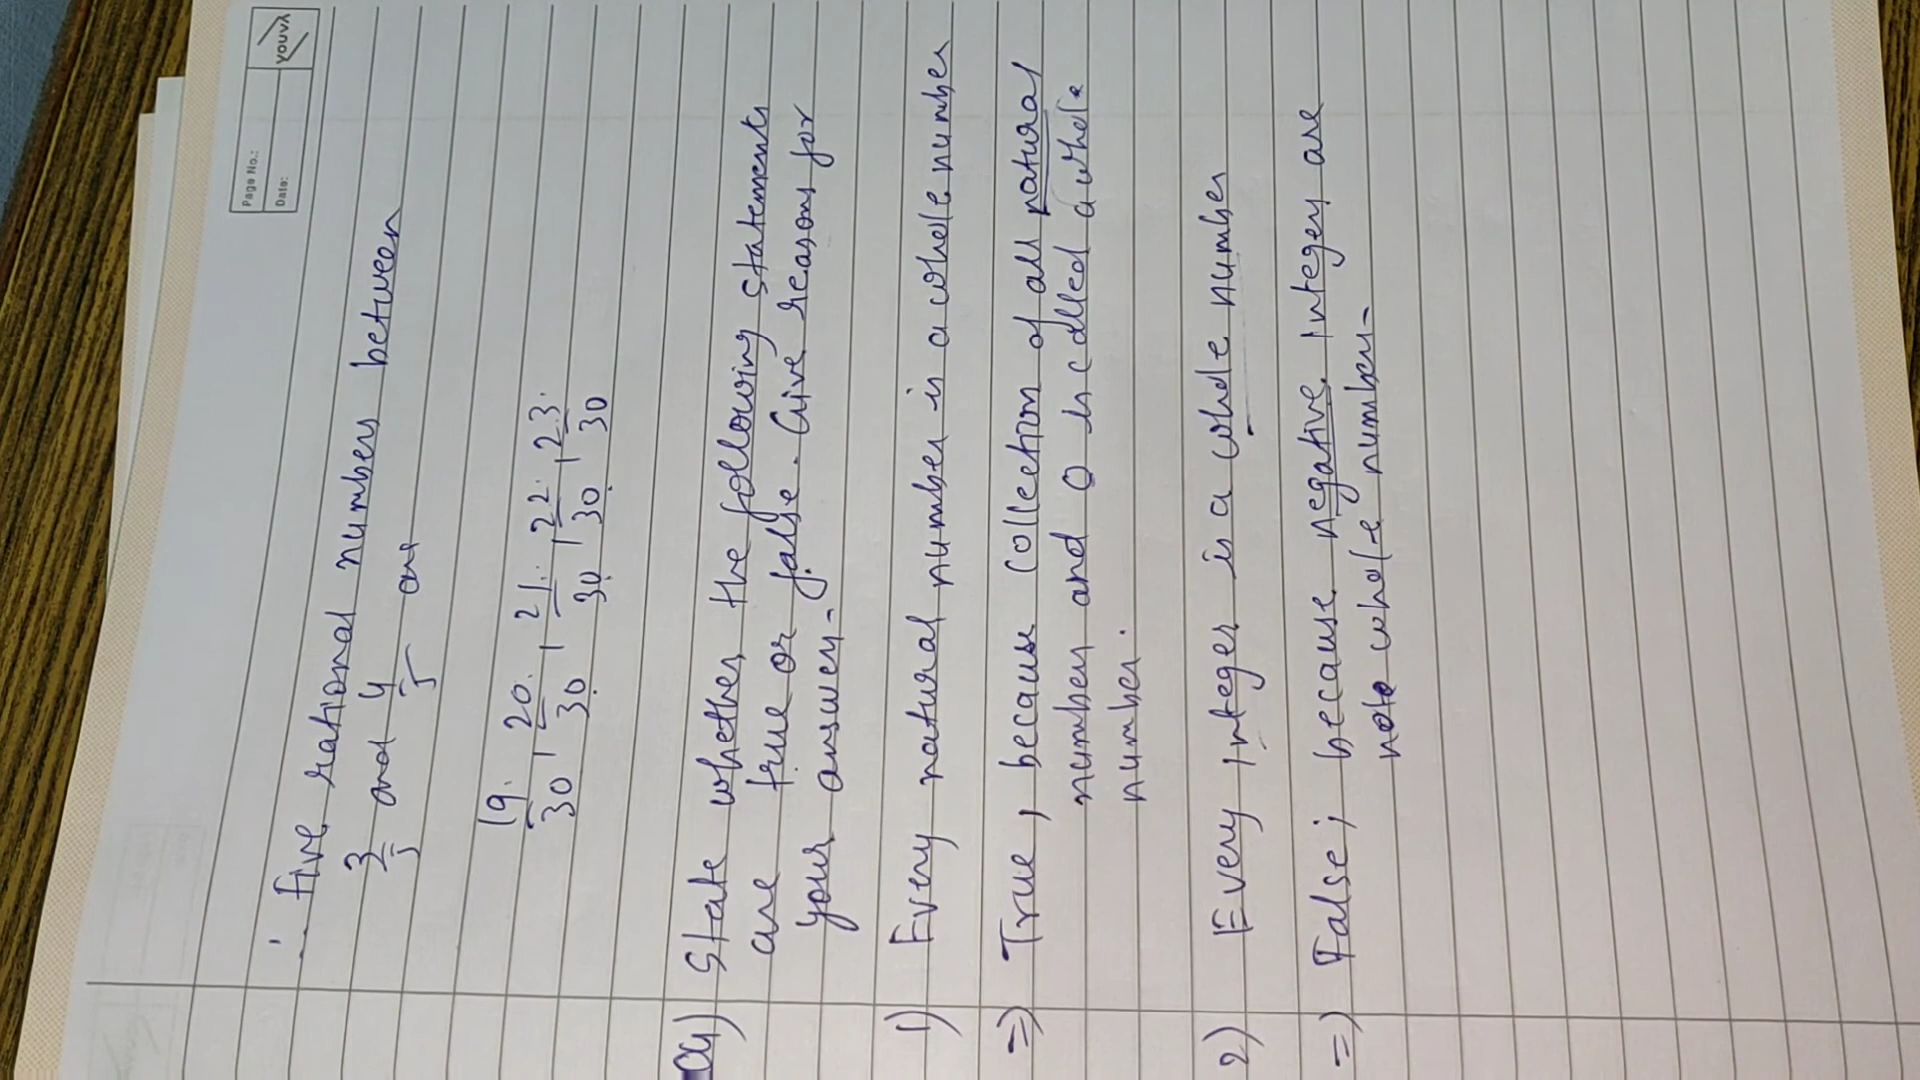 Page No.:
Date:
YOUVA
∴ Five rational numbers between
3/5 and 4/5 are
19/30, 20/30, 21/30, 22/30, 23/30
Q4) State whether the following statements
are true or false. Give reasons for
your answers.
1) Every natural number is a whole number
=) True, because collection of all natural
numbers and 0 is called a whole
number.
2) Every integer is a whole number
=) False; because negative integers are
not whole numbers.